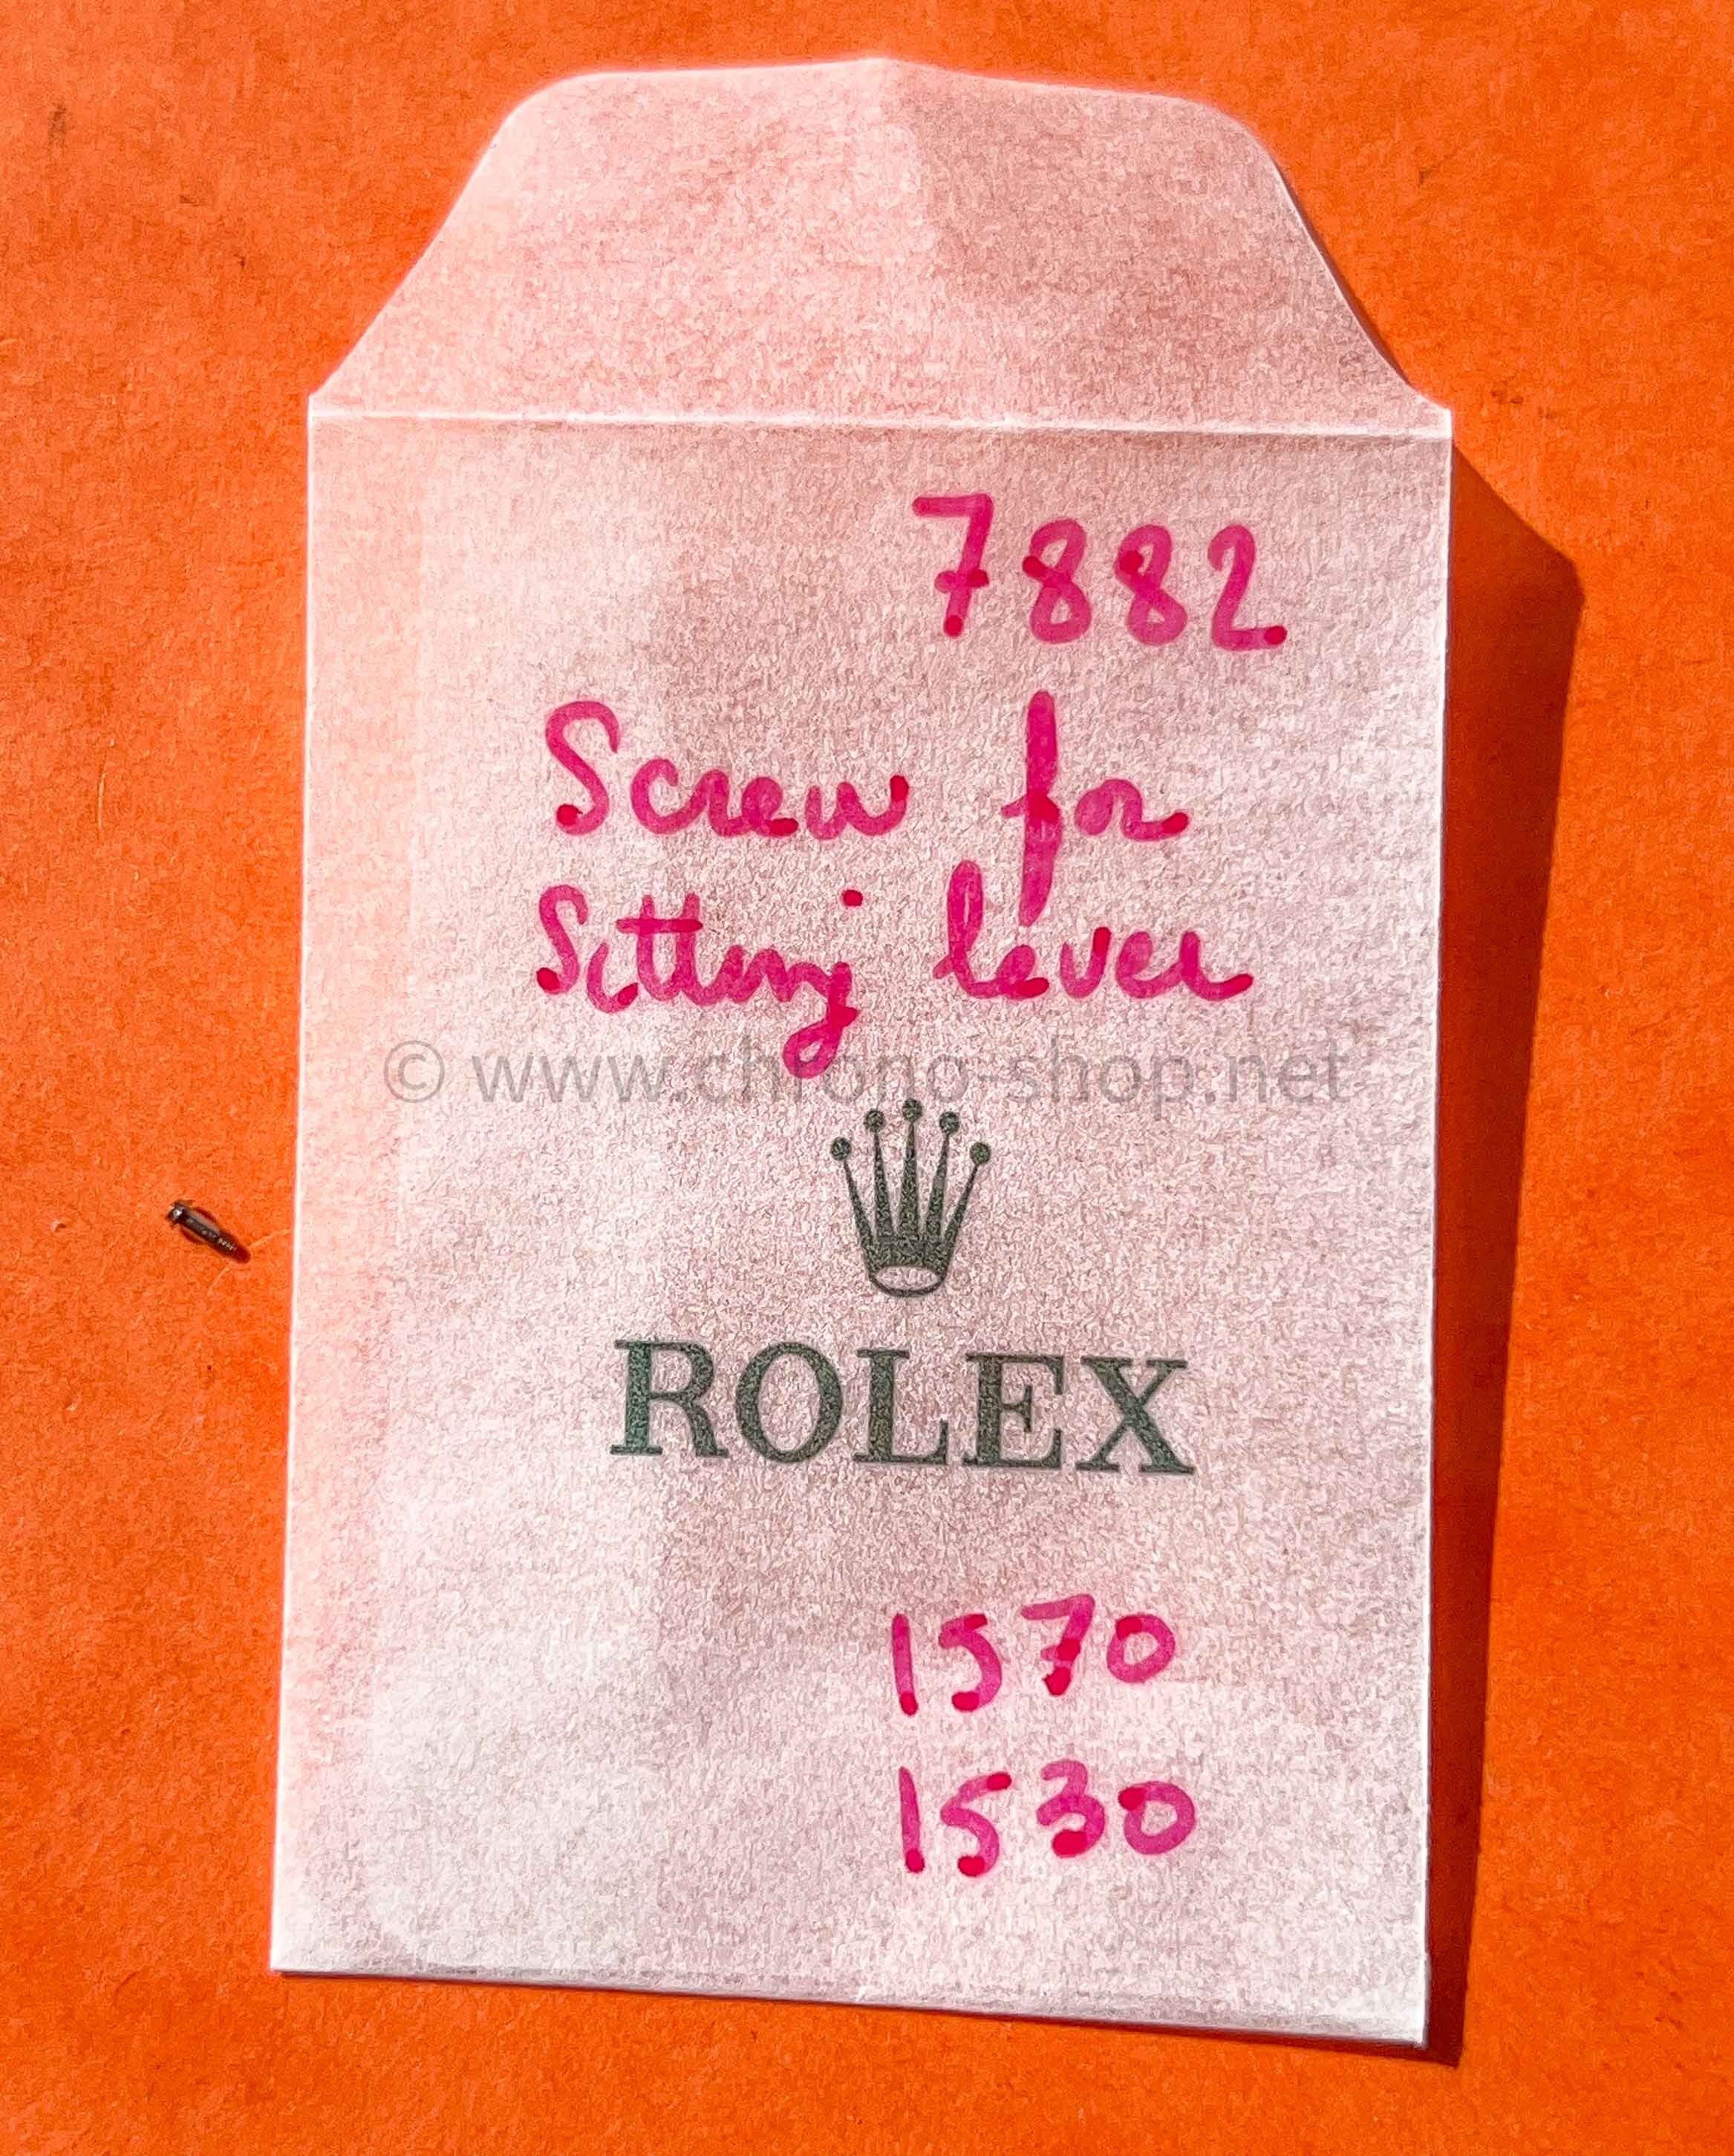 7882
Screw for
Setting lever
© www.chrono-shop.net
ROLEX
1570
1530